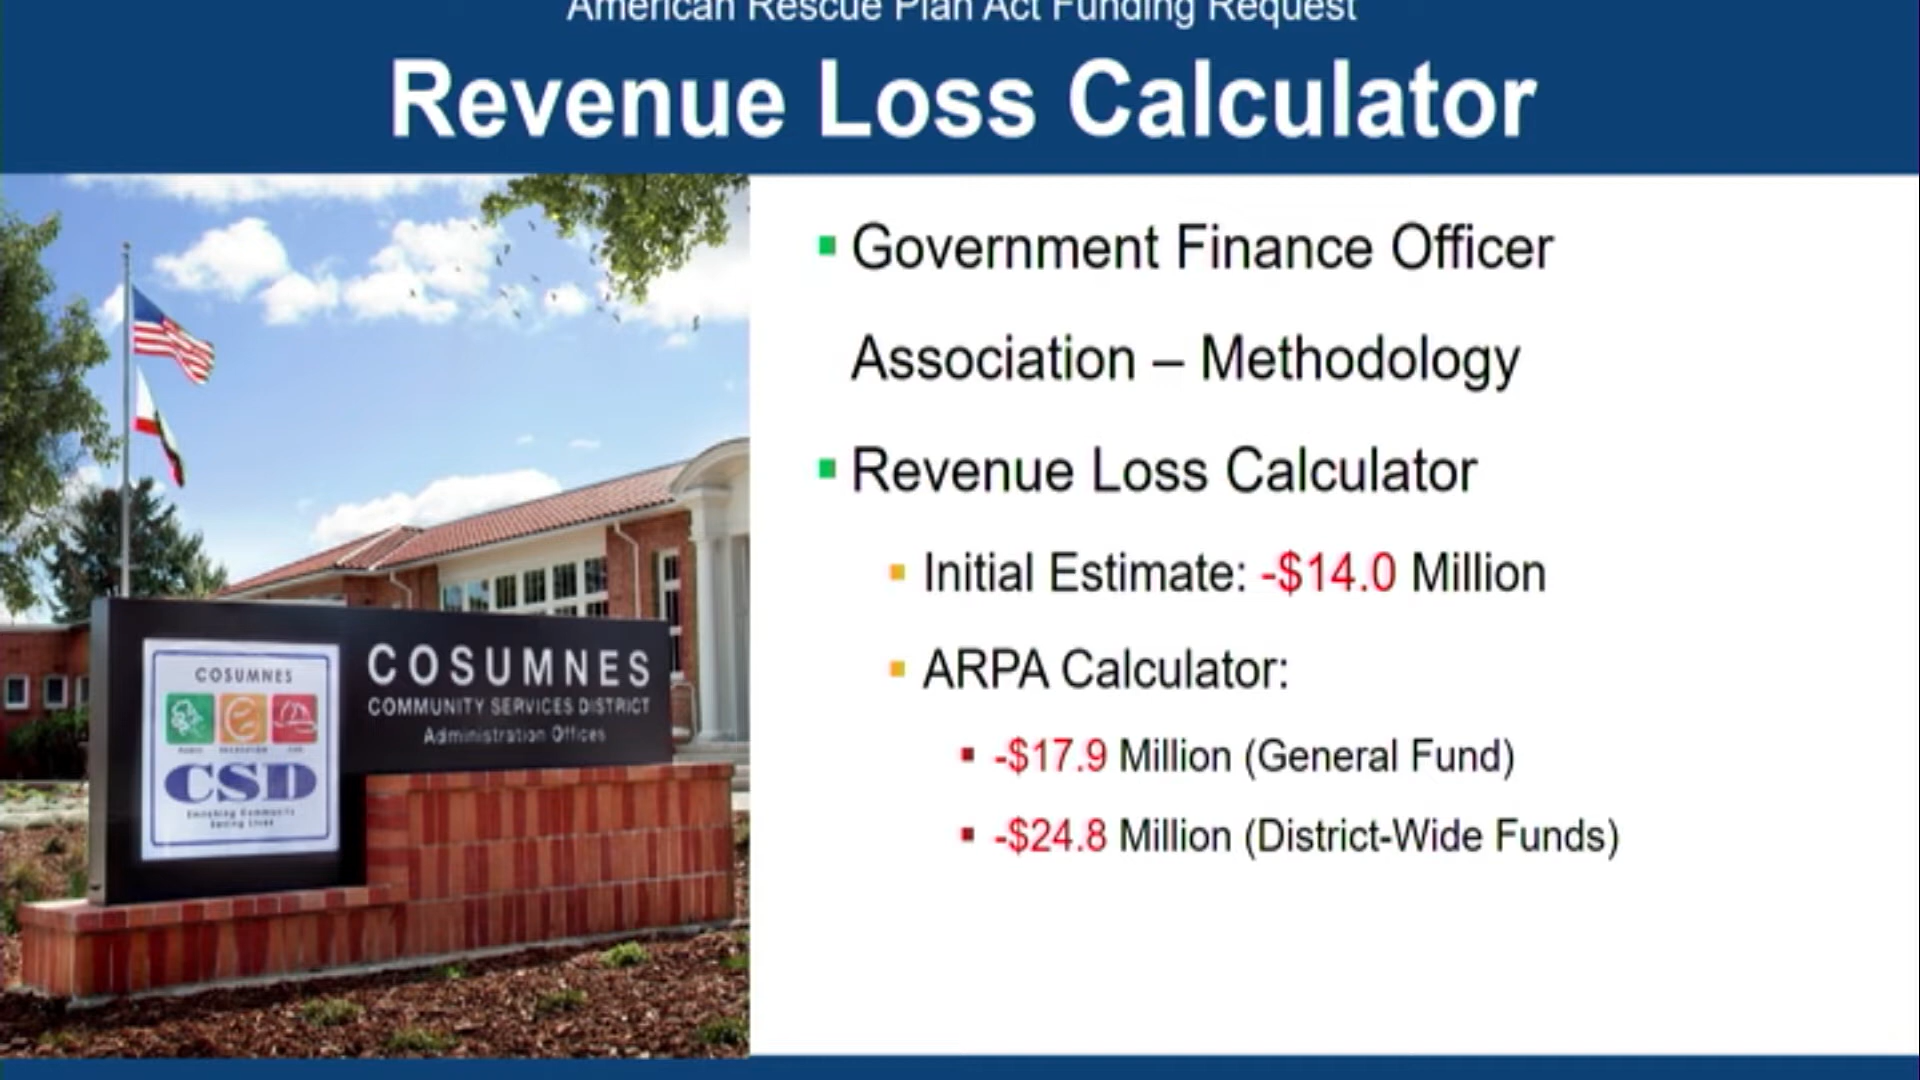 American Rescue Plan Act Funding Request
Revenue Loss Calculator
Government Finance Officer
Association – Methodology
Revenue Loss Calculator
Initial Estimate: -$14.0 Million
ARPA Calculator:
-$17.9 Million (General Fund)
-$24.8 Million (District-Wide Funds)
COSUMNES
COMMUNITY SERVICES DISTRICT
Administration Offices
COSUMNES
CSD